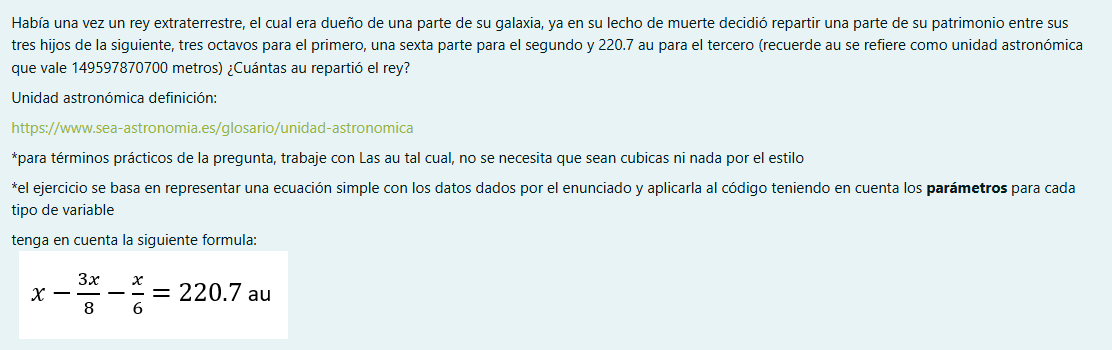 Había una vez un rey extraterrestre, el cual era dueño de una parte de su galaxia, ya en su lecho de muerte decidió repartir una parte de su patrimonio entre sus
tres hijos de la siguiente, tres octavos para el primero, una sexta parte para el segundo y 220.7 au para el tercero (recuerde au se refiere como unidad astronómica
que vale 149597870700 metros) ¿Cuántas au repartió el rey?
Unidad astronómica definición:
https://www.sea-astronomia.es/glosario/unidad-astronomica
*para términos prácticos de la pregunta, trabaje con Las au tal cual, no se necesita que sean cubicas ni nada por el estilo
*el ejercicio se basa en representar una ecuación simple con los datos dados por el enunciado y aplicarla al código teniendo en cuenta los parámetros para cada
tipo de variable
tenga en cuenta la siguiente formula:
x − 3x/8 − x/6 = 220.7 au